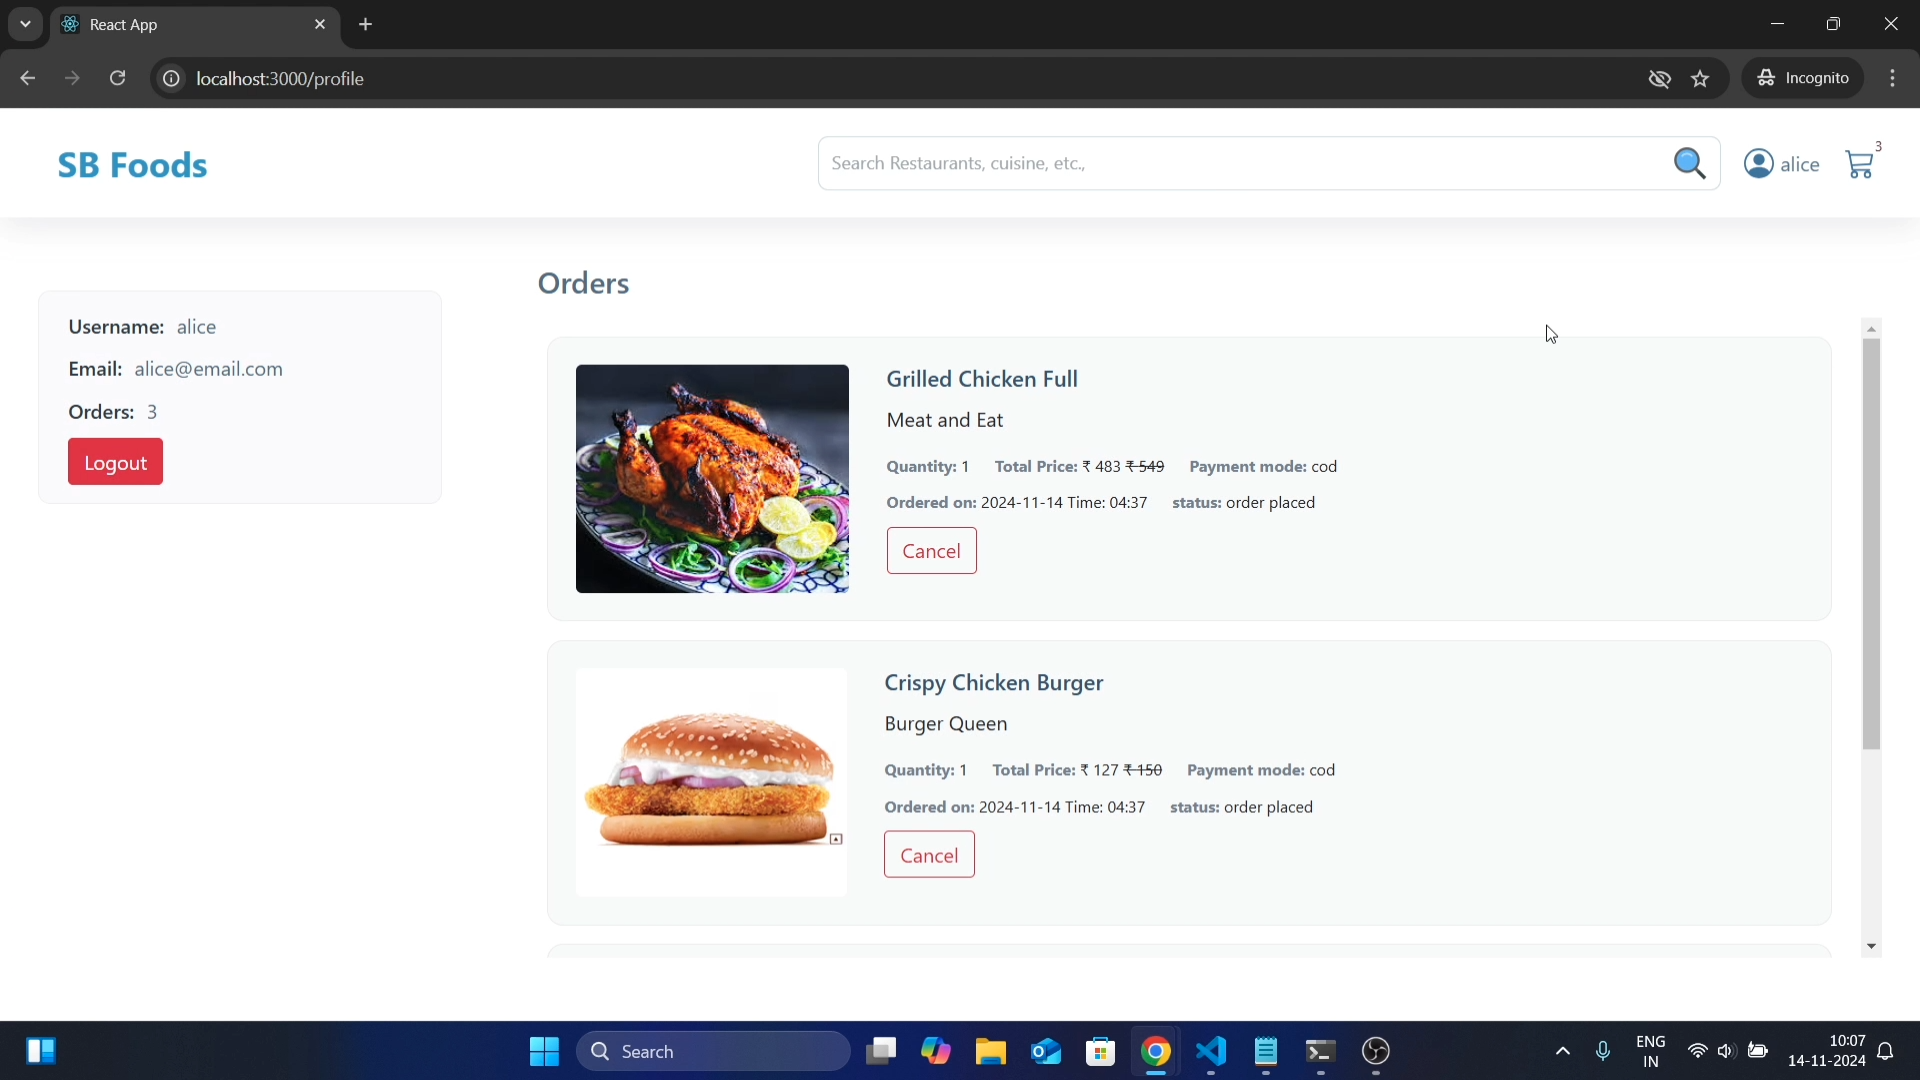 React App
localhost:3000/profile
Incognito
SB Foods
Search Restaurants, cuisine, etc.,
alice
3
Orders
Username: alice
Email: alice@email.com
Orders: 3
Logout
Grilled Chicken Full
Meat and Eat
Quantity: 1 Total Price: ₹ 483 ₹ 549 Payment mode: cod
Ordered on: 2024-11-14 Time: 04:37 status: order placed
Cancel
Crispy Chicken Burger
Burger Queen
Quantity: 1 Total Price: ₹ 127 ₹ 150 Payment mode: cod
Ordered on: 2024-11-14 Time: 04:37 status: order placed
Cancel
Search
ENG
IN
10:07
14-11-2024